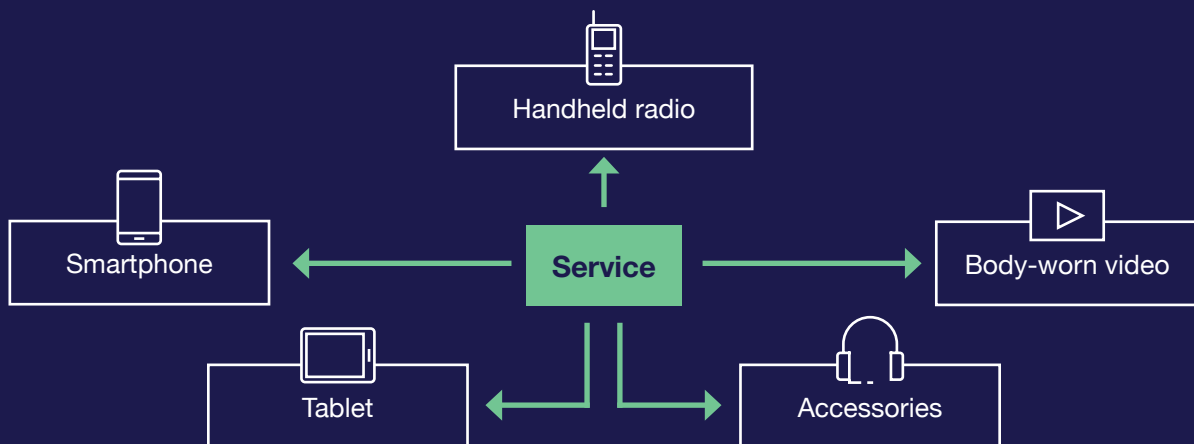 Handheld radio
Smartphone
Service
Body-worn video
Tablet
Accessories